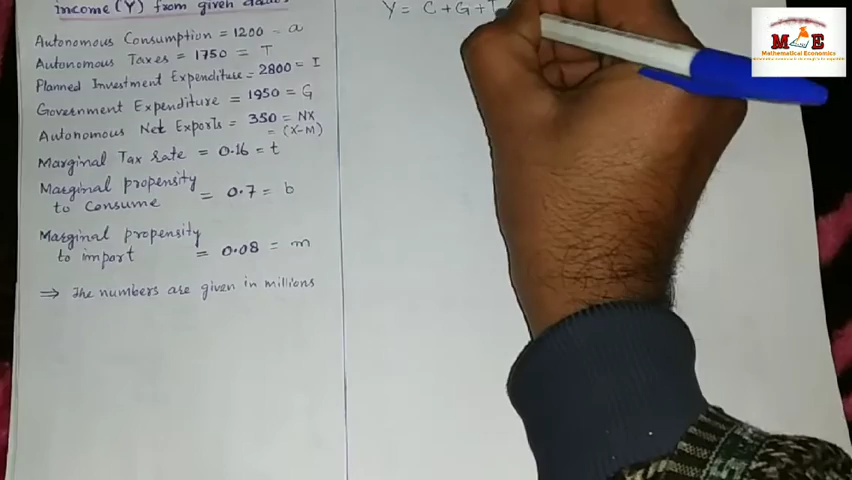 income (Y) from given
Autonomous Consumption = 1200 = a
Autonomous Taxes = 1750 = T
Planned Investment Expenditure = 2800 = I
Government Expenditure = 1950 = G
Autonomous Net Exports = 350 = NX
= (X-M)
Marginal Tax rate = 0.16 = t
Marginal propensity
to Consume = 0.7 = b
Marginal propensity
to import = 0.08 = m
⇒ The numbers are given in millions
Y = C + G + I
M E
Mathematical Economics